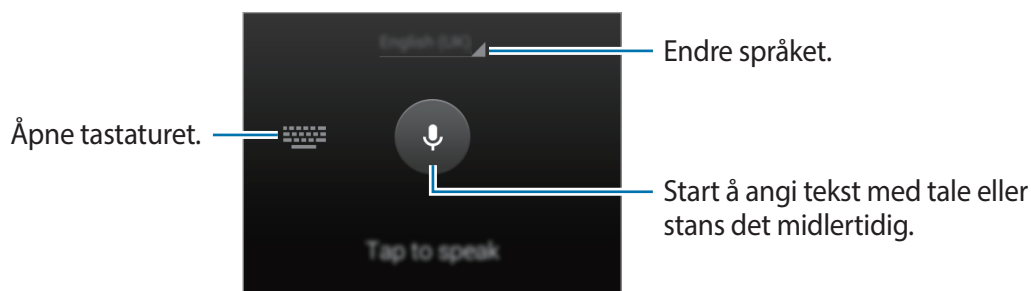 English (UK)
Endre språket.
Åpne tastaturet.
Start å angi tekst med tale eller
stans det midlertidig.
Tap to speak